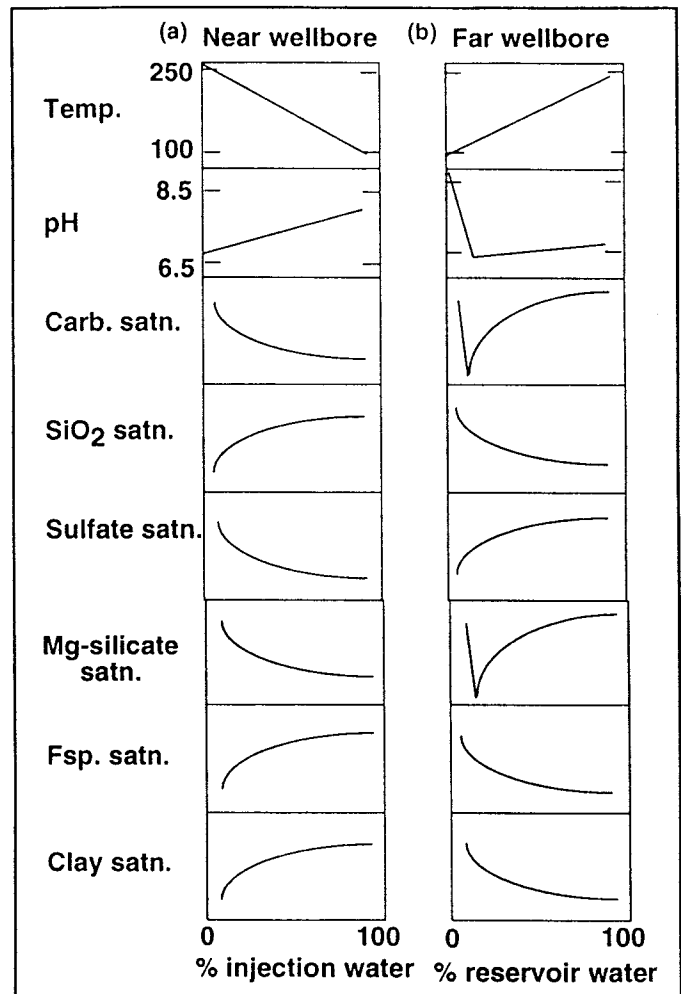 (a) Near wellbore (b) Far wellbore
250
Temp.
100
8.5
pH
6.5
Carb. satn.
SiO2 satn.
Sulfate satn.
Mg-silicate
satn.
Fsp. satn.
Clay satn.
0 100 0 100
% injection water % reservoir water